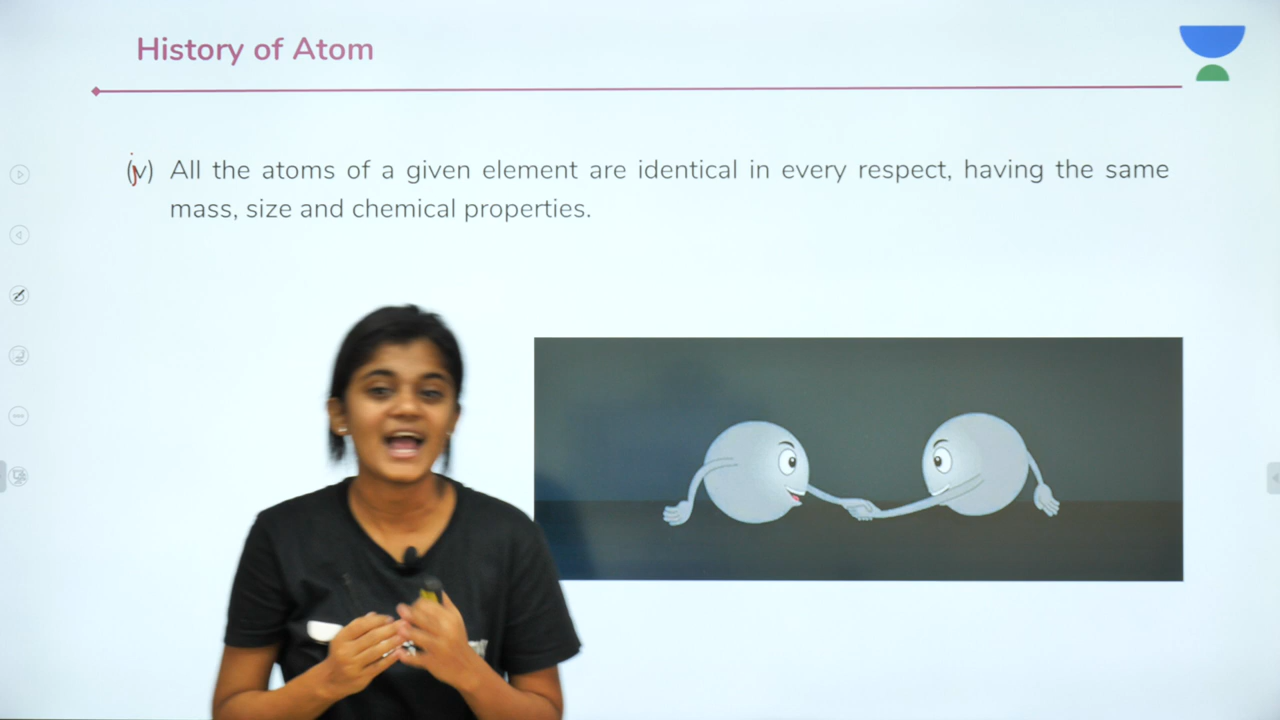 History of Atom
(iv) All the atoms of a given element are identical in every respect, having the same
mass, size and chemical properties.